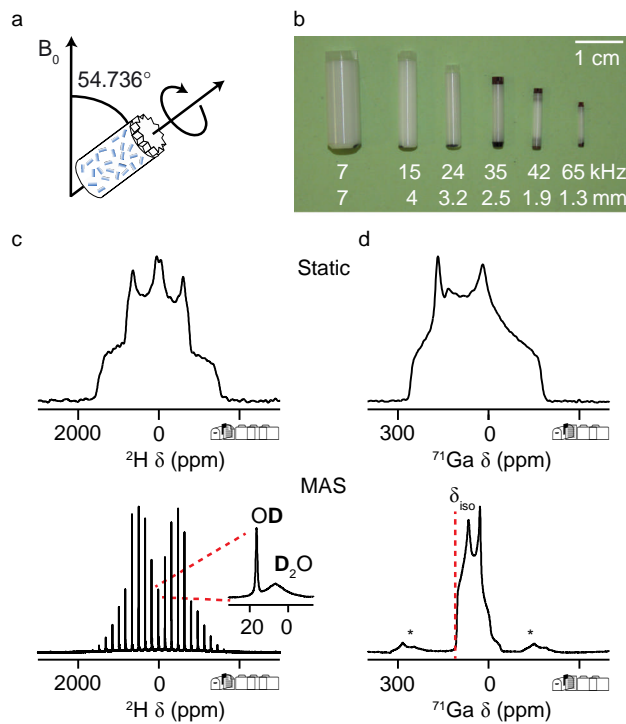 a
B0
54.736°
b
1 cm
7 15 24 35 42 65 kHz
7 4 3.2 2.5 1.9 1.3 mm
c
d
Static
2000 0
²H δ (ppm)
300 0
⁷¹Ga δ (ppm)
MAS
OD
D₂O
20 0
δiso
* *
2000 0
²H δ (ppm)
300 0
⁷¹Ga δ (ppm)